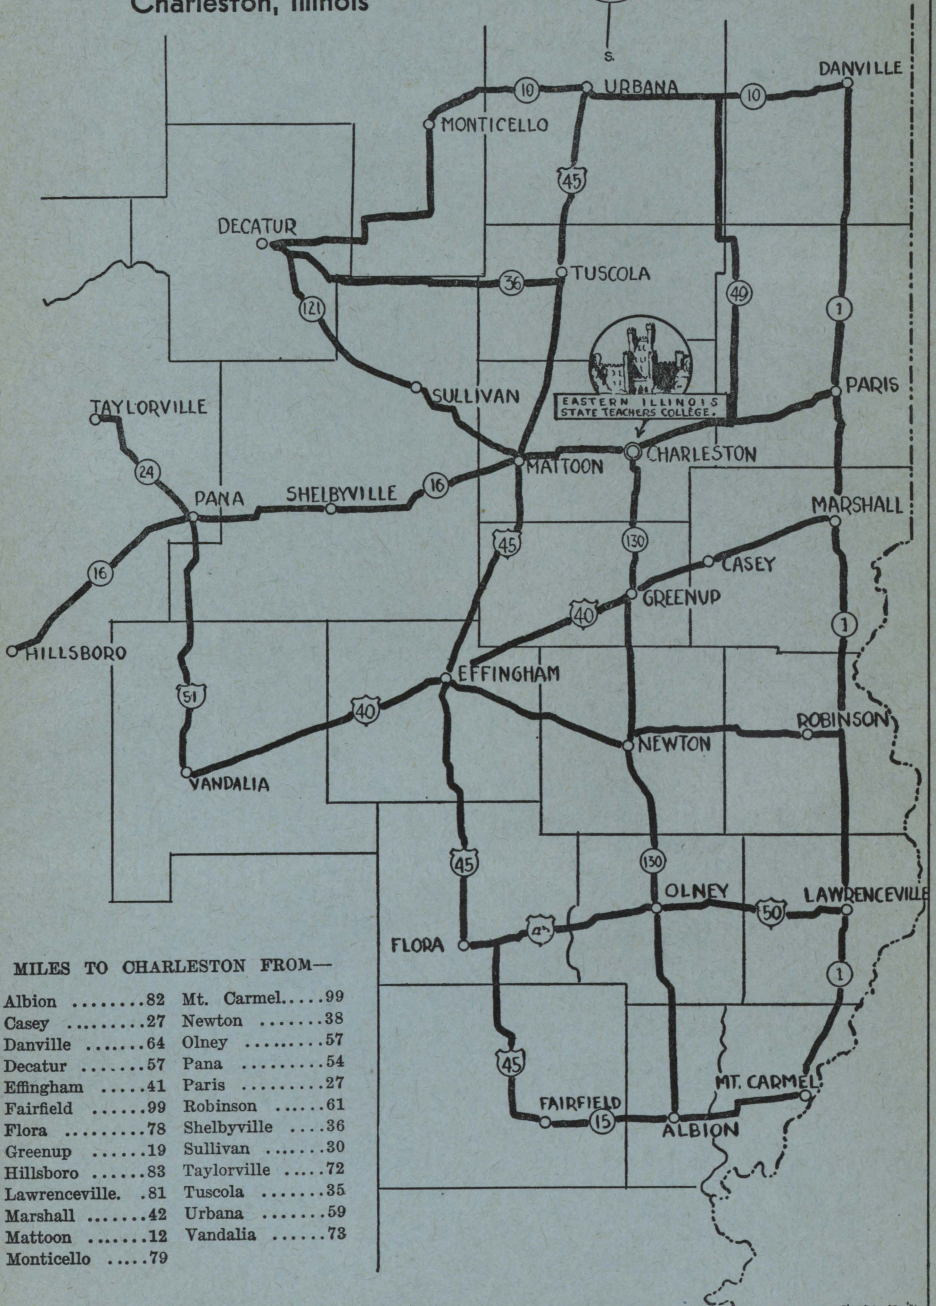 Charleston, Illinois
S.
DANVILLE
10
URBANA
10
MONTICELLO
45
DECATUR
TUSCOLA
36
49
121
1
EASTERN ILLINOIS
STATE TEACHERS COLLEGE.
PARIS
SULLIVAN
TAYLORVILLE
MATTOON
CHARLESTON
24
16
SHELBYVILLE
PANA
MARSHALL
45
130
CASEY
16
GREENUP
40
1
HILLSBORO
EFFINGHAM
51
40
ROBINSON
NEWTON
VANDALIA
45
130
OLNEY
LAWRENCEVILLE
50
FLORA
1
45
MT. CARMEL
FAIRFIELD
15
ALBION
MILES TO CHARLESTON FROM—
Albion ........82 Mt. Carmel.....99
Casey .........27 Newton .......38
Danville .......64 Olney .........57
Decatur .......57 Pana ..........54
Effingham .....41 Paris .........27
Fairfield ......99 Robinson ......61
Flora .........78 Shelbyville ....36
Greenup .......19 Sullivan ......30
Hillsboro ......83 Taylorville .....72
Lawrenceville. .81 Tuscola .......35
Marshall .......42 Urbana .......59
Mattoon .......12 Vandalia ......73
Monticello .....79